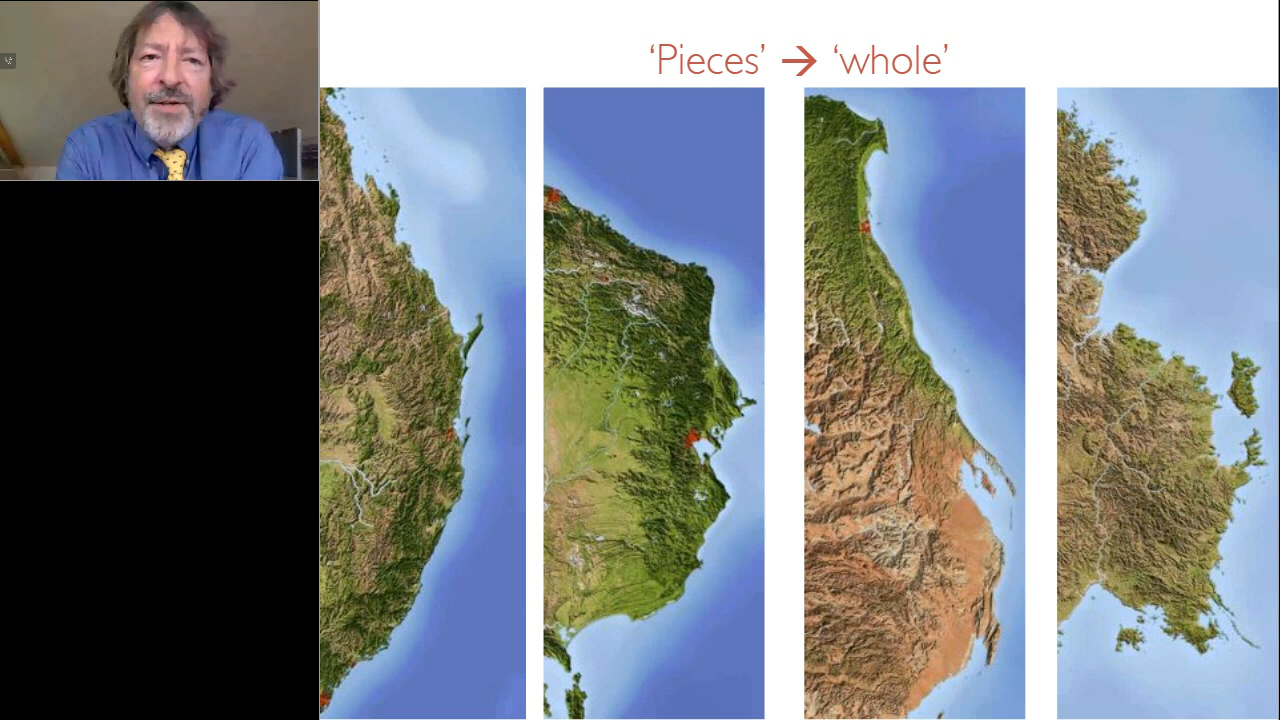 ‘Pieces’ → ‘whole’